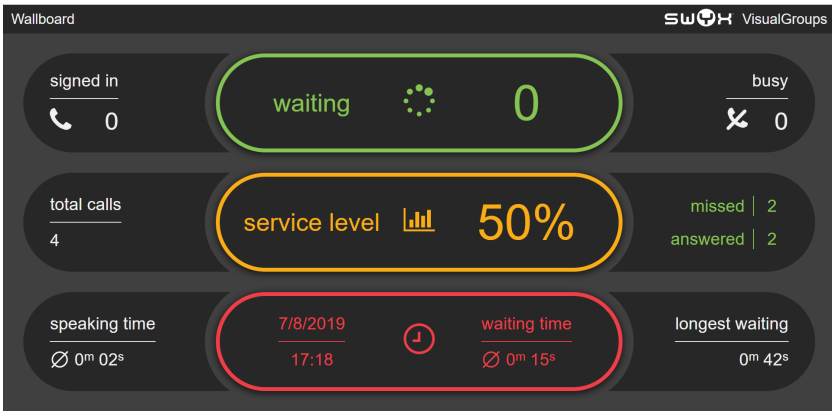 Wallboard
swyx VisualGroups
signed in
0
waiting 0
busy
0
total calls
4
service level 50%
missed | 2
answered | 2
speaking time
Ø 0m 02s
7/8/2019
17:18
waiting time
Ø 0m 15s
longest waiting
0m 42s